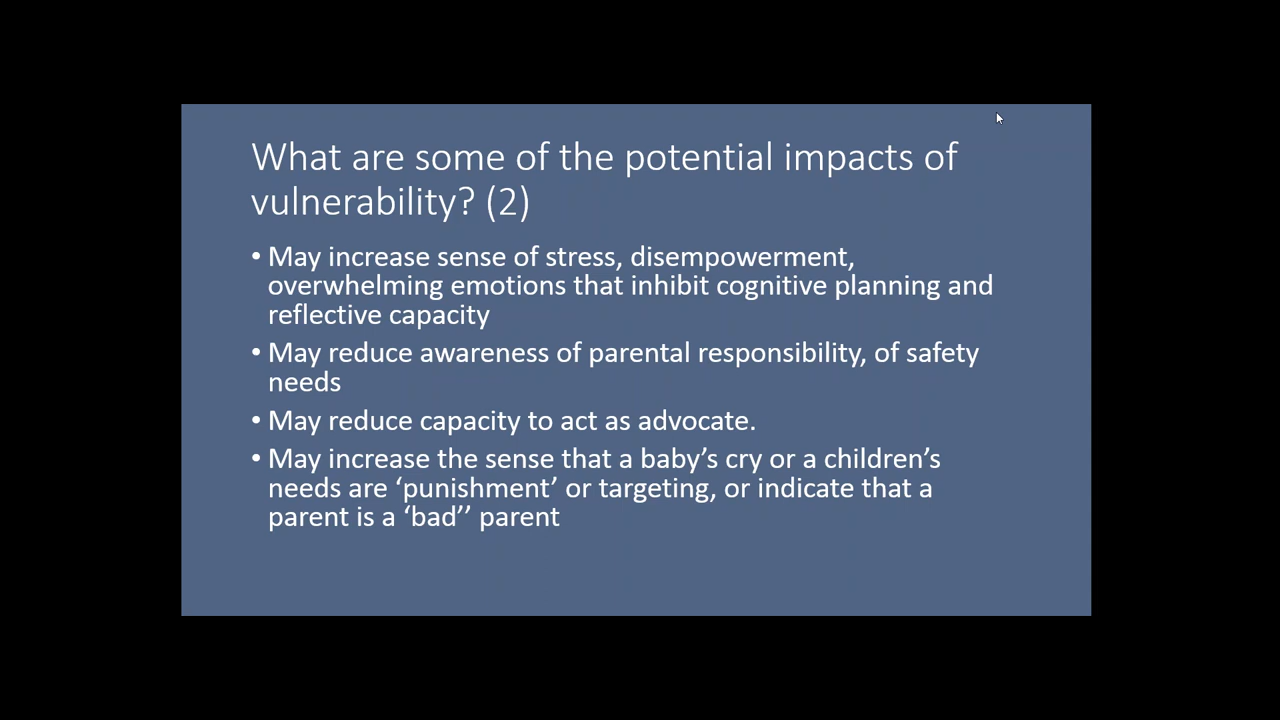 What are some of the potential impacts of
vulnerability? (2)
• May increase sense of stress, disempowerment,
overwhelming emotions that inhibit cognitive planning and
reflective capacity
• May reduce awareness of parental responsibility, of safety
needs
• May reduce capacity to act as advocate.
• May increase the sense that a baby’s cry or a children’s
needs are ‘punishment’ or targeting, or indicate that a
parent is a ‘bad’’ parent